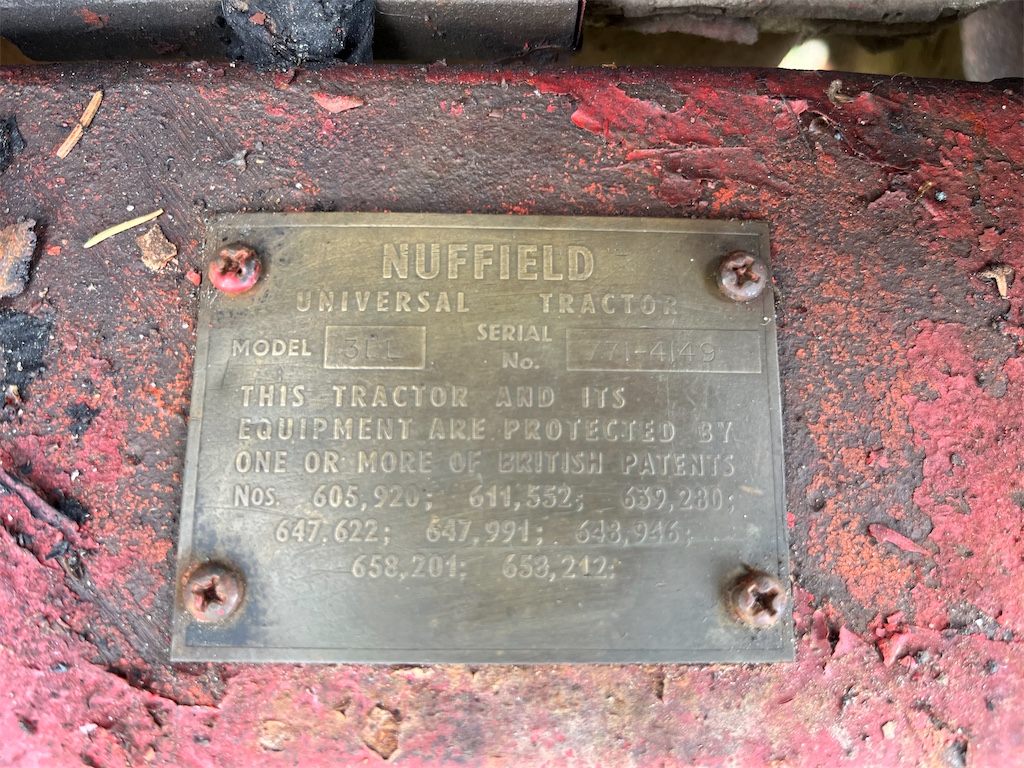 NUFFIELD
UNIVERSAL TRACTOR
MODEL 3DL SERIAL No. 771-4149
THIS TRACTOR AND ITS
EQUIPMENT ARE PROTECTED BY
ONE OR MORE OF BRITISH PATENTS
Nos. 605,920; 611,552; 639,280;
647,622; 647,991; 648,946;
658,201; 658,212;